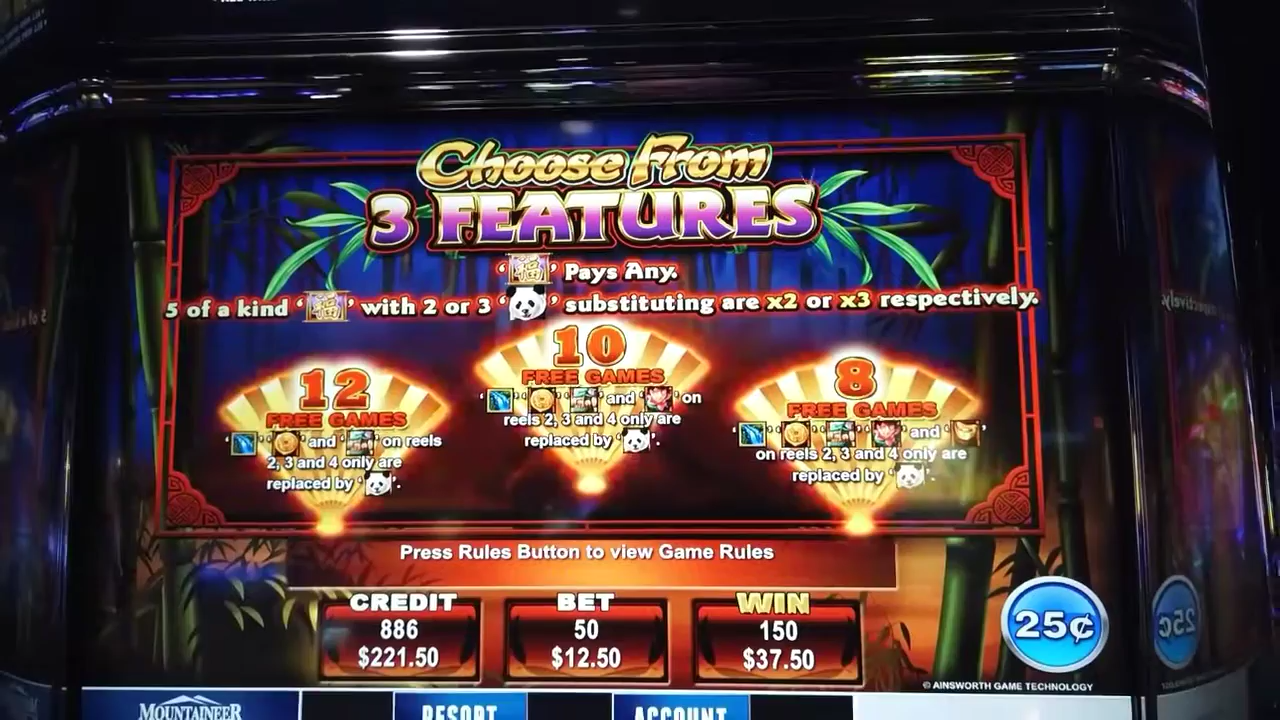 Choose From
3 FEATURES
‘福’ Pays Any.
5 of a kind ‘福’ with 2 or 3 ‘ ’ substituting are x2 or x3 respectively.
12
FREE GAMES
‘ ’ ‘ ’ and ‘ ’ on reels
2, 3 and 4 only are
replaced by ‘ ’.
10
FREE GAMES
‘ ’ ‘ ’ ‘ ’ and ‘ ’ on
reels 2, 3 and 4 only are
replaced by ‘ ’.
8
FREE GAMES
‘ ’ ‘ ’ ‘ ’ ‘ ’ and ‘ ’
on reels 2, 3 and 4 only are
replaced by ‘ ’.
Press Rules Button to view Game Rules
CREDIT
886
$221.50
BET
50
$12.50
WIN
150
$37.50
25¢
© AINSWORTH GAME TECHNOLOGY
MOUNTAINEER
RESORT
ACCOUNT